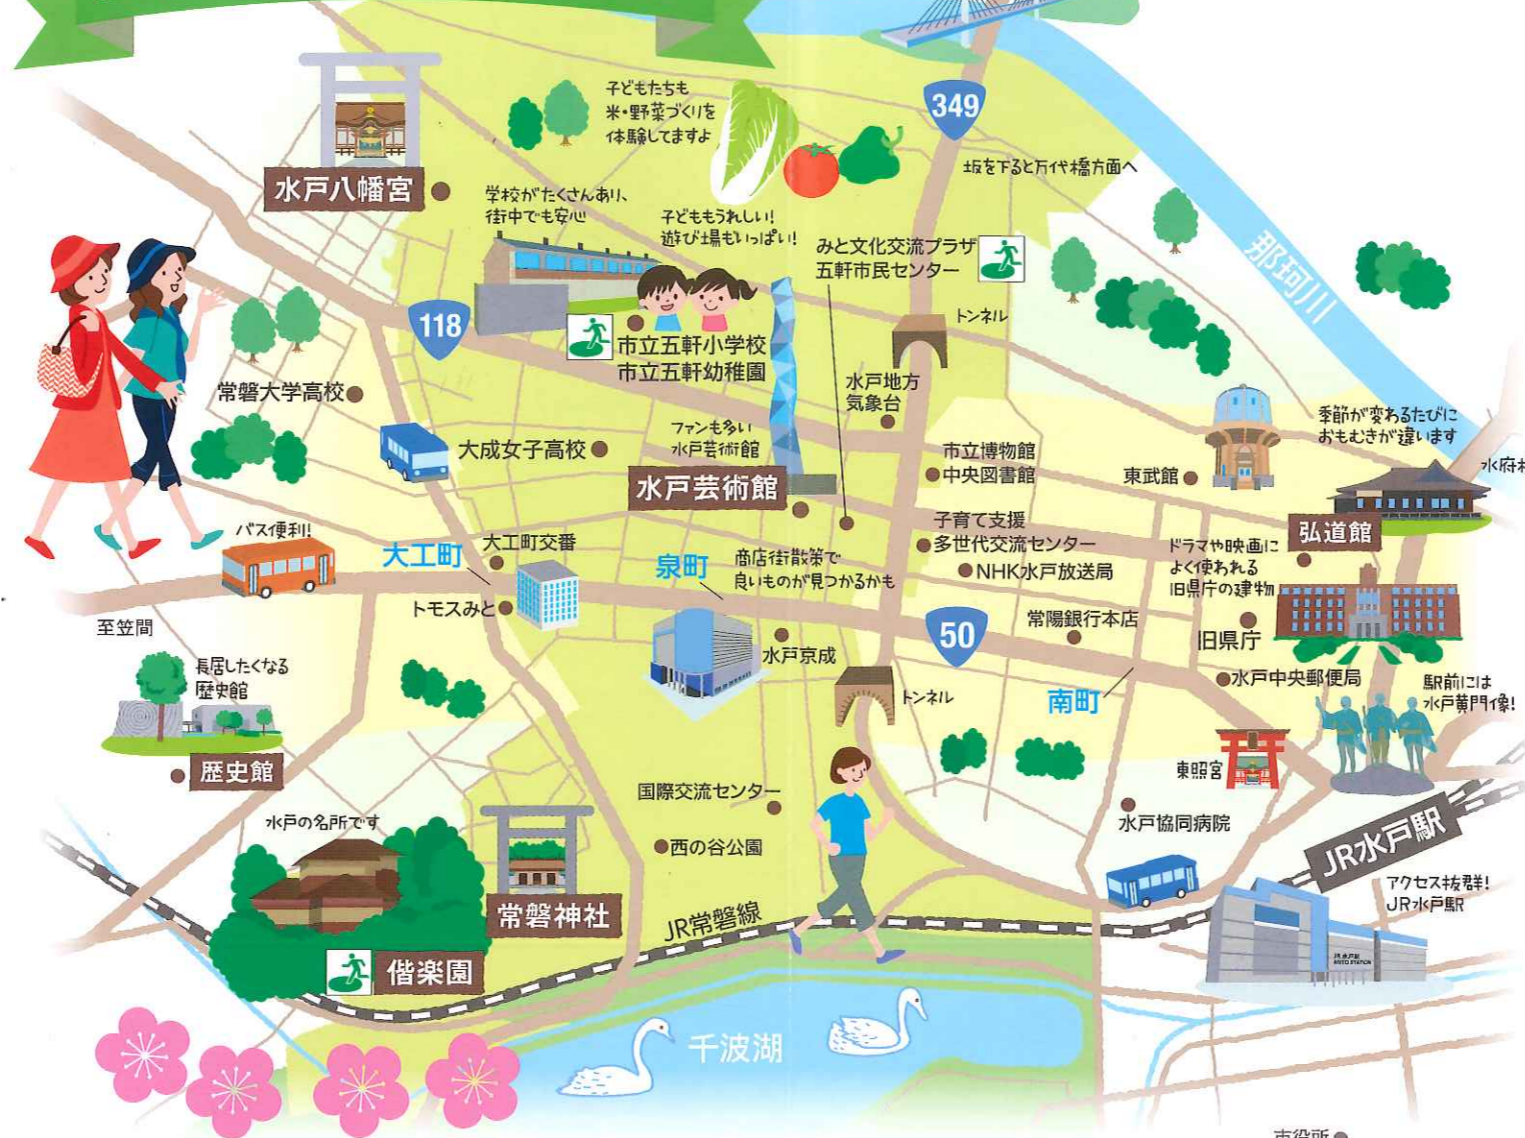 349
子どもたちも
米・野菜づくりを
体験してますよ
坂を下ると万代橋方面へ
水戸八幡宮
学校がたくさんあり、
街中でも安心
子どももうれしい!
遊び場もいっぱい!
みと文化交流プラザ
五軒市民センター
那珂川
118
トンネル
市立五軒小学校
市立五軒幼稚園
常磐大学高校
水戸地方
気象台
季節が変わるたびに
おもむきが違います
ファンも多い
水戸芸術館
大成女子高校
市立博物館
中央図書館
東武館
水戸芸術館
弘道館
バス便利!
大工町
大工町交番
泉町
商店街散策で
良いものが見つかるかも
子育て支援
多世代交流センター
NHK水戸放送局
ドラマや映画に
よく使われる
旧県庁の建物
トモスみと
至笠間
50
常陽銀行本店
旧県庁
水戸京成
長居したくなる
歴史館
トンネル
南町
水戸中央郵便局
駅前には
水戸黄門像!
歴史館
東照宮
国際交流センター
水戸の名所です
西の谷公園
水戸協同病院
JR水戸駅
アクセス抜群!
JR水戸駅
常磐神社
JR常磐線
JR 水戸駅
MITO STATION
偕楽園
千波湖